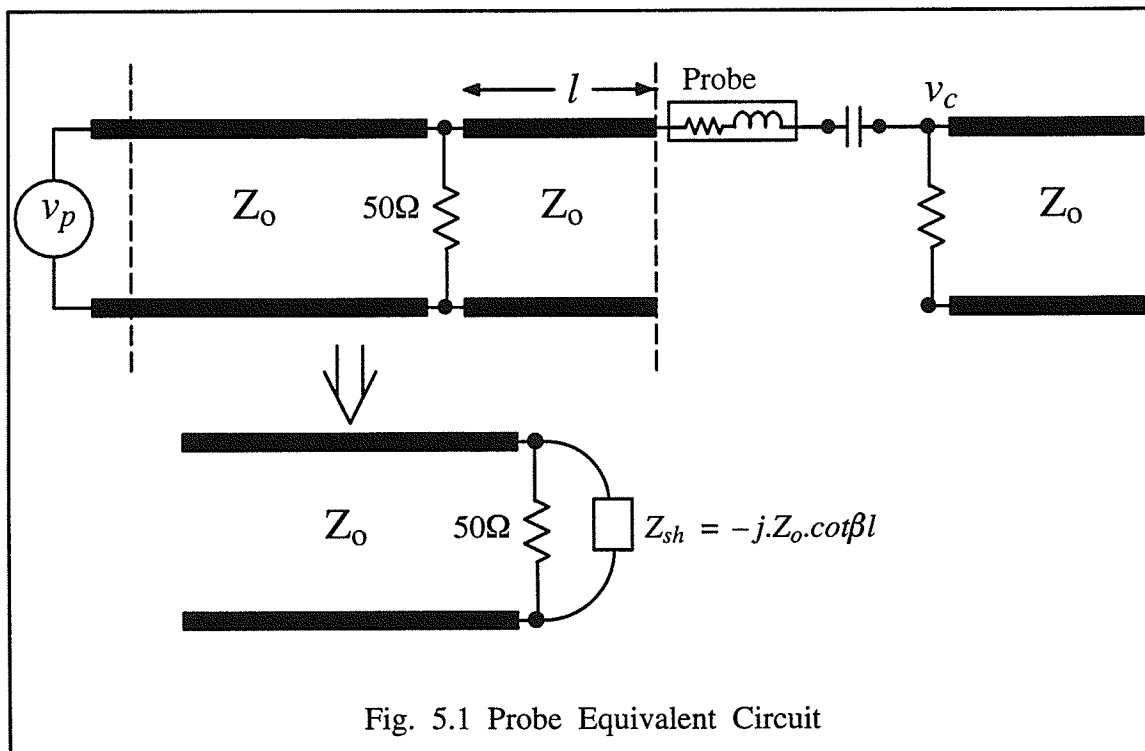 l
Probe
v_c
v_p
Z_o
50Ω
Z_o
Z_o
Z_o
50Ω
Z_sh = −j.Z_o.cotβl
Fig. 5.1 Probe Equivalent Circuit